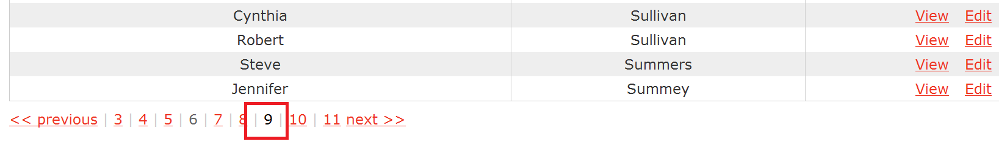 Cynthia Sullivan View Edit
Robert Sullivan View Edit
Steve Summers View Edit
Jennifer Summey View Edit
<< previous | 3 | 4 | 5 | 6 | 7 | 8 | 9 | 10 | 11 next >>